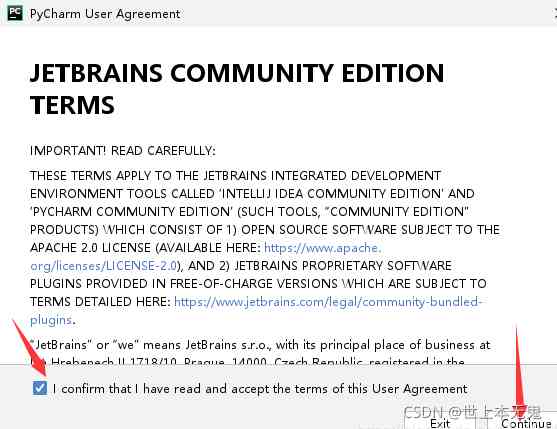 PC PyCharm User Agreement
JETBRAINS COMMUNITY EDITION
TERMS
IMPORTANT! READ CAREFULLY:
THESE TERMS APPLY TO THE JETBRAINS INTEGRATED DEVELOPMENT
ENVIRONMENT TOOLS CALLED 'INTELLIJ IDEA COMMUNITY EDITION' AND
'PYCHARM COMMUNITY EDITION' (SUCH TOOLS, "COMMUNITY EDITION"
PRODUCTS) WHICH CONSIST OF 1) OPEN SOURCE SOFTWARE SUBJECT TO THE
APACHE 2.0 LICENSE (AVAILABLE HERE: https://www.apache.
org/licenses/LICENSE-2.0), AND 2) JETBRAINS PROPRIETARY SOFTWARE
PLUGINS PROVIDED IN FREE-OF-CHARGE VERSIONS WHICH ARE SUBJECT TO
TERMS DETAILED HERE: https://www.jetbrains.com/legal/community-bundled-
plugins.
"JetBrains" or "we" means JetBrains s.r.o., with its principal place of business at
Hvezdova 1718/10, Prague, 14000, Czech Republic, registered in the
I confirm that I have read and accept the terms of this User Agreement
Exit Continue
CSDN @世上本无鬼